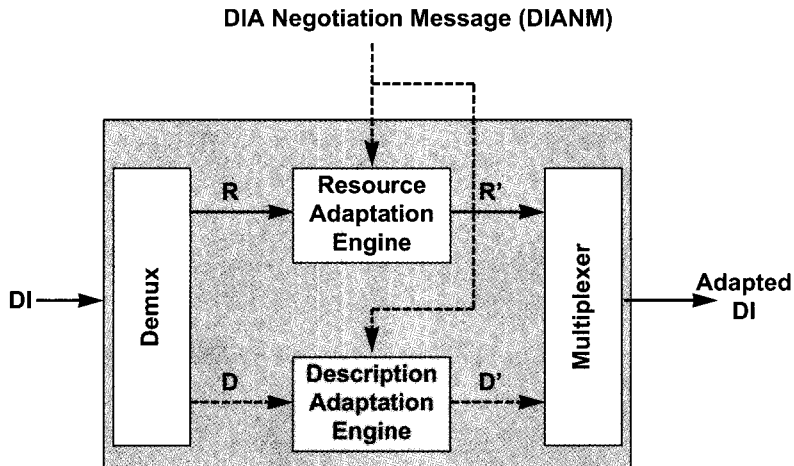 DIA Negotiation Message (DIANM)
R
Resource
Adaptation
Engine
R’
DI
Demux
Multiplexer
Adapted
DI
D
Description
Adaptation
Engine
D’